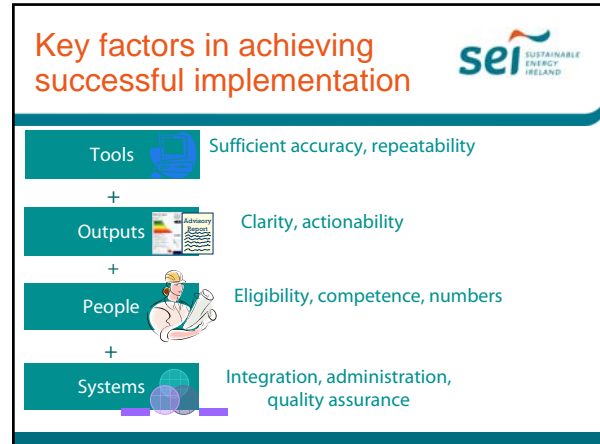 Key factors in achieving
successful implementation
sei SUSTAINABLE
ENERGY
IRELAND
Tools
Sufficient accuracy, repeatability
+
Outputs
Advisory
Report
Clarity, actionability
+
People
Eligibility, competence, numbers
+
Systems
Integration, administration,
quality assurance